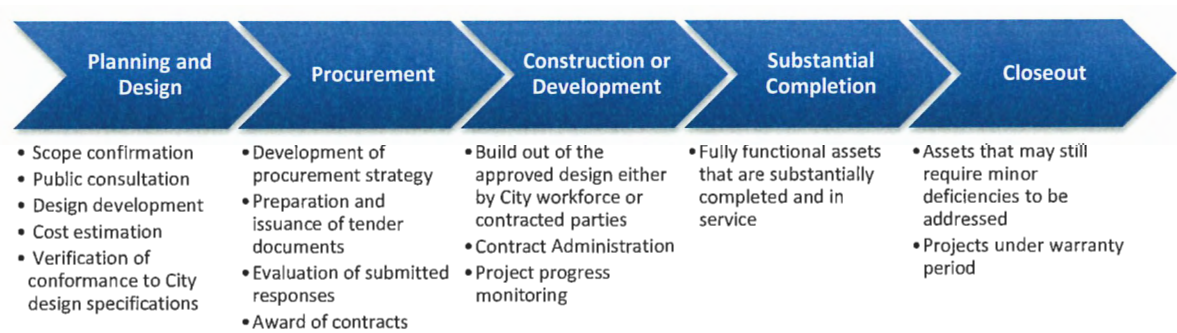 Planning and
Design
Procurement
Construction or
Development
Substantial
Completion
Closeout
• Scope confirmation
• Public consultation
• Design development
• Cost estimation
• Verification of
conformance to City
design specifications
• Development of
procurement strategy
• Preparation and
issuance of tender
documents
• Evaluation of submitted
responses
• Award of contracts
• Build out of the
approved design either
by City workforce or
contracted parties
• Contract Administration
• Project progress
monitoring
• Fully functional assets
that are substantially
completed and in
service
• Assets that may still
require minor
deficiencies to be
addressed
• Projects under warranty
period